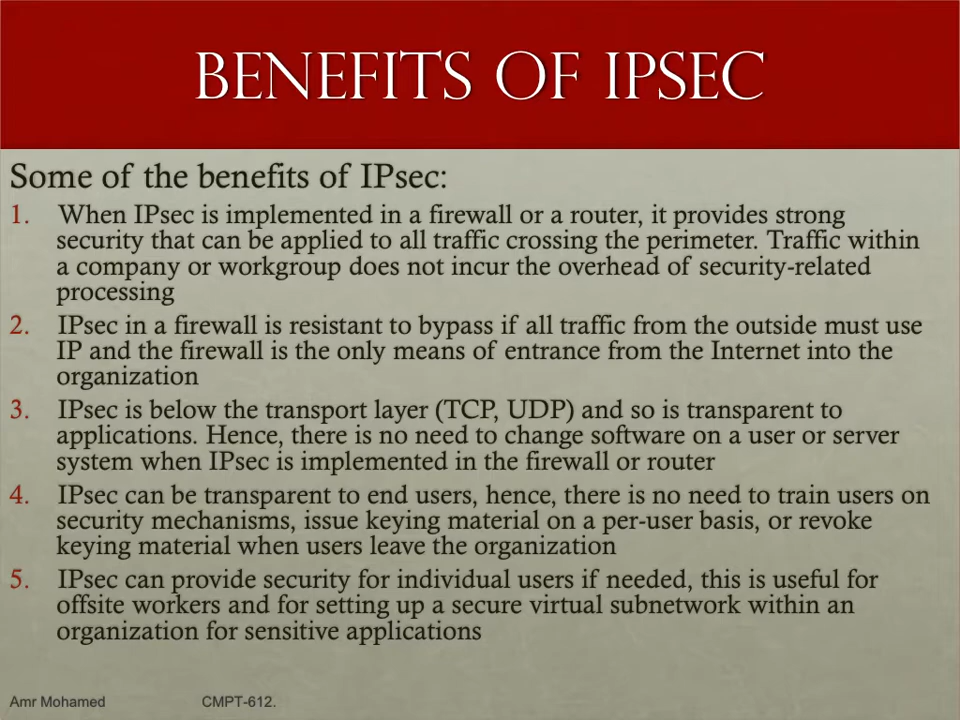 BENEFITS OF IPSEC
Some of the benefits of IPsec:
1. When IPsec is implemented in a firewall or a router, it provides strong
security that can be applied to all traffic crossing the perimeter. Traffic within
a company or workgroup does not incur the overhead of security-related
processing
2. IPsec in a firewall is resistant to bypass if all traffic from the outside must use
IP and the firewall is the only means of entrance from the Internet into the
organization
3. IPsec is below the transport layer (TCP, UDP) and so is transparent to
applications. Hence, there is no need to change software on a user or server
system when IPsec is implemented in the firewall or router
4. IPsec can be transparent to end users, hence, there is no need to train users on
security mechanisms, issue keying material on a per-user basis, or revoke
keying material when users leave the organization
5. IPsec can provide security for individual users if needed, this is useful for
offsite workers and for setting up a secure virtual subnetwork within an
organization for sensitive applications
Amr Mohamed CMPT-612.